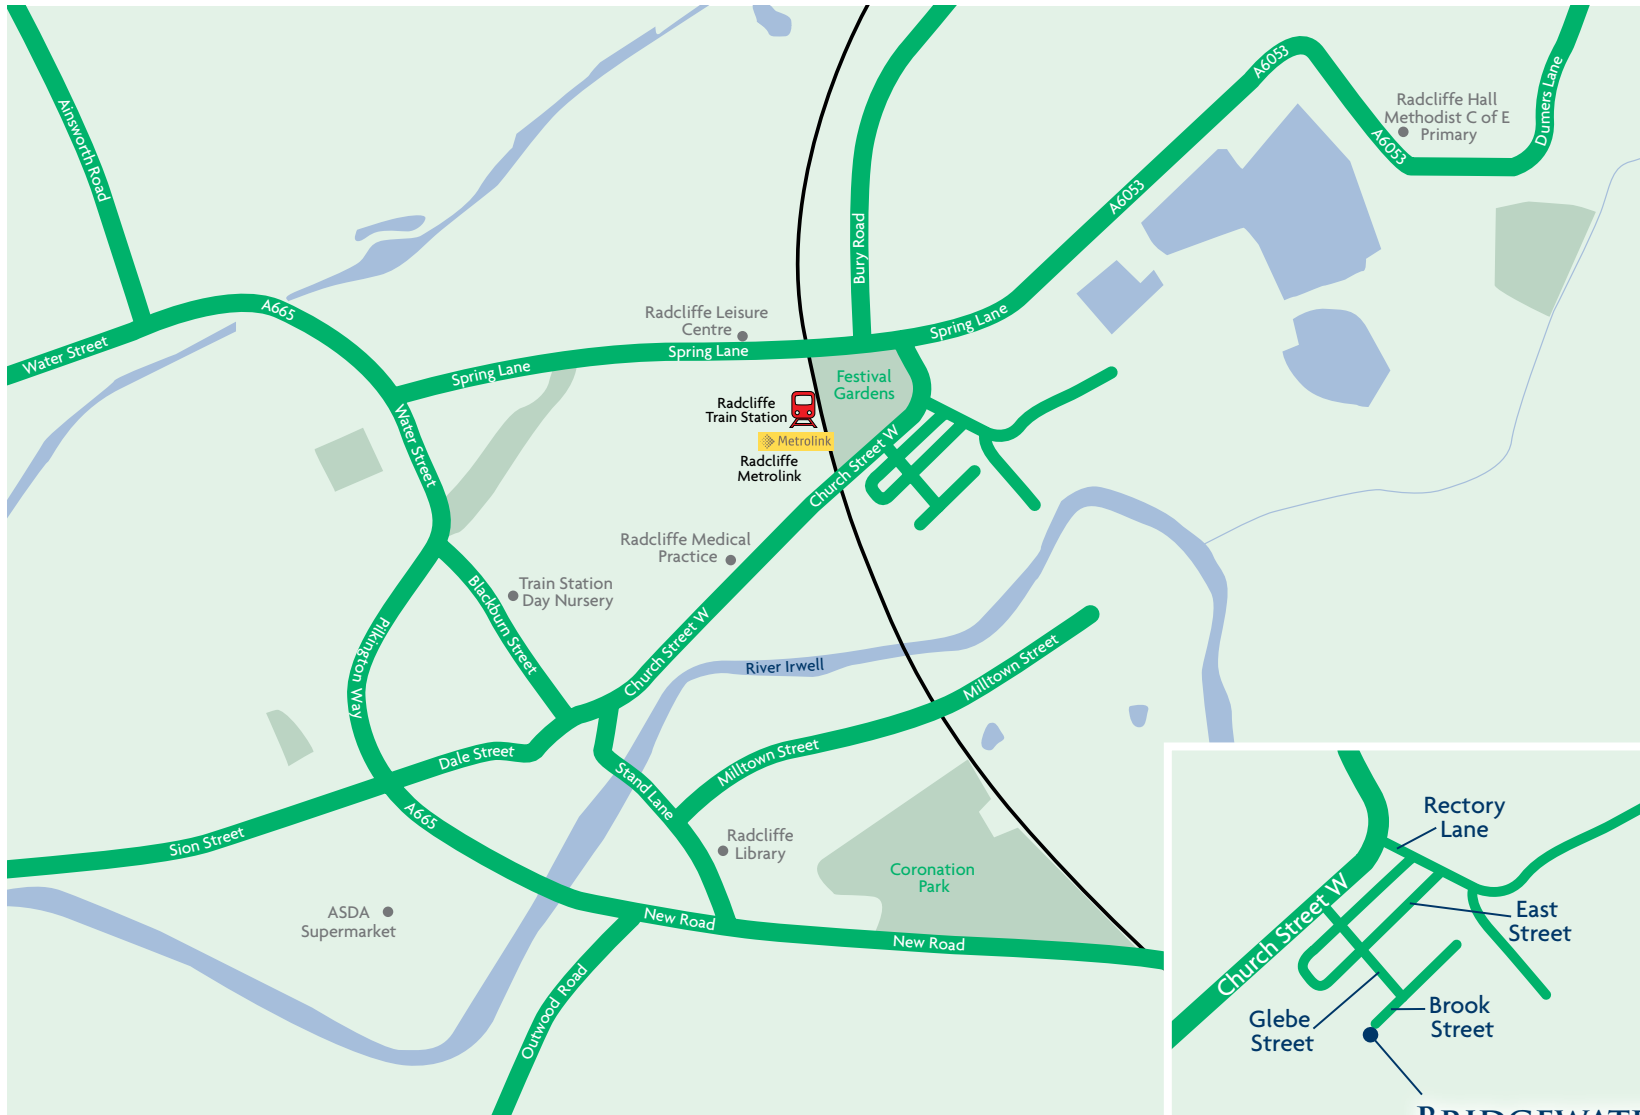 Ainsworth Road
A6053
Dumers Lane
Radcliffe Hall
Methodist C of E
Primary
A6053
A6053
Bury Road
A665
Water Street
Radcliffe Leisure
Centre
Spring Lane
Spring Lane
Spring Lane
Festival
Gardens
Radcliffe
Train Station
Metrolink
Radcliffe
Metrolink
Water Street
Church Street W
Radcliffe Medical
Practice
Train Station
Day Nursery
Blackburn Street
Pilkington Way
Church Street W
River Irwell
Milltown Street
Milltown Street
Dale Street
Stand Lane
A665
Sion Street
Radcliffe
Library
Coronation
Park
ASDA
Supermarket
New Road
New Road
Outwood Road
Rectory
Lane
Church Street W
East
Street
Glebe
Street
Brook
Street